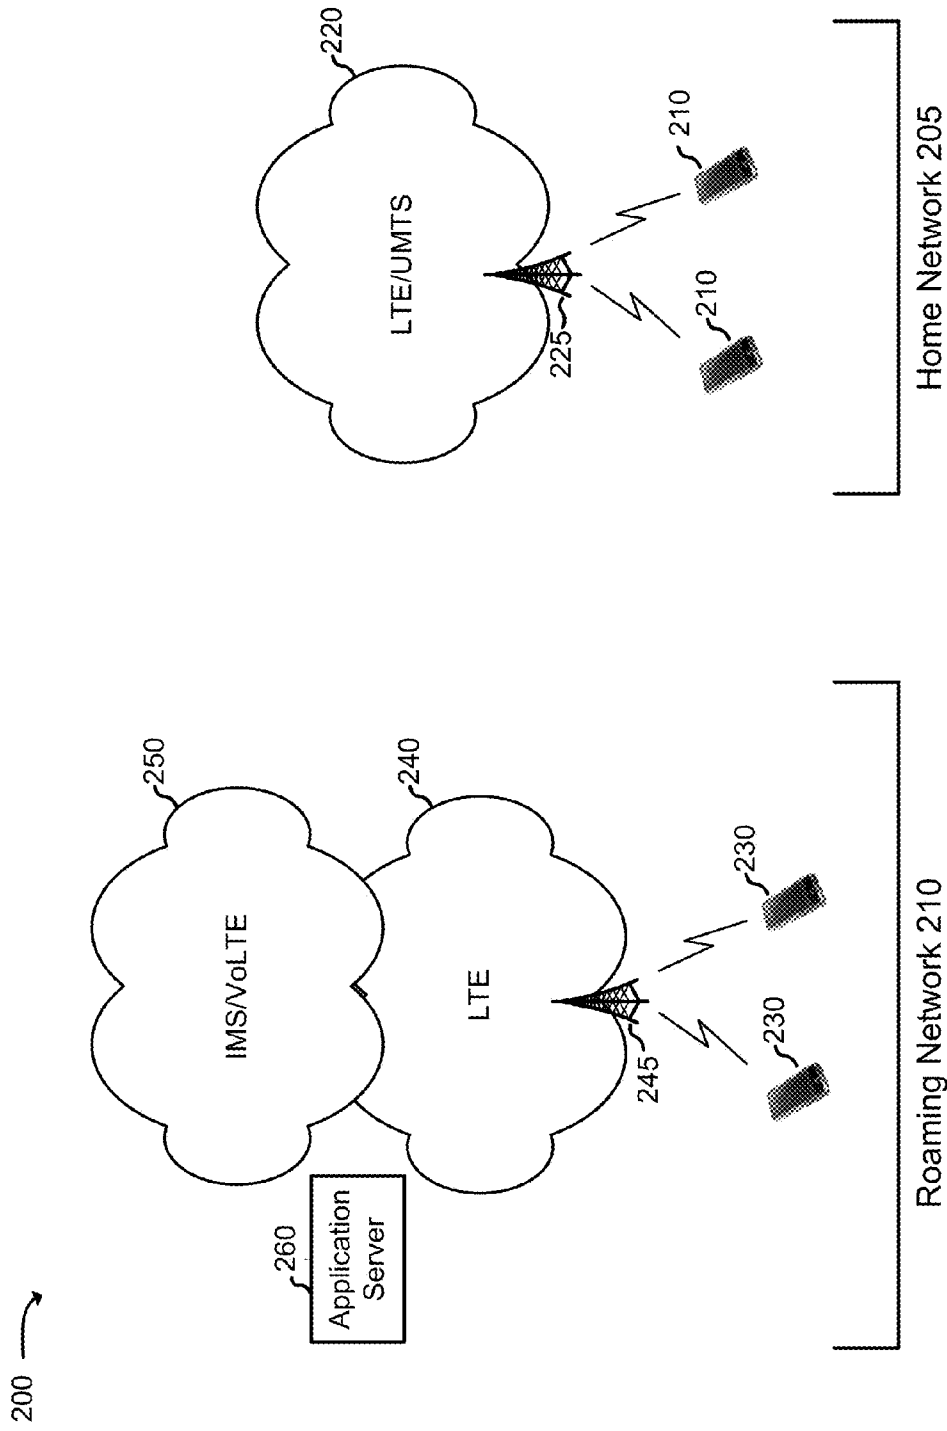 200
260
Application
Server
250
IMS/VoLTE
240
LTE
245
230
230
Roaming Network 210
220
LTE/UMTS
225
210
210
Home Network 205